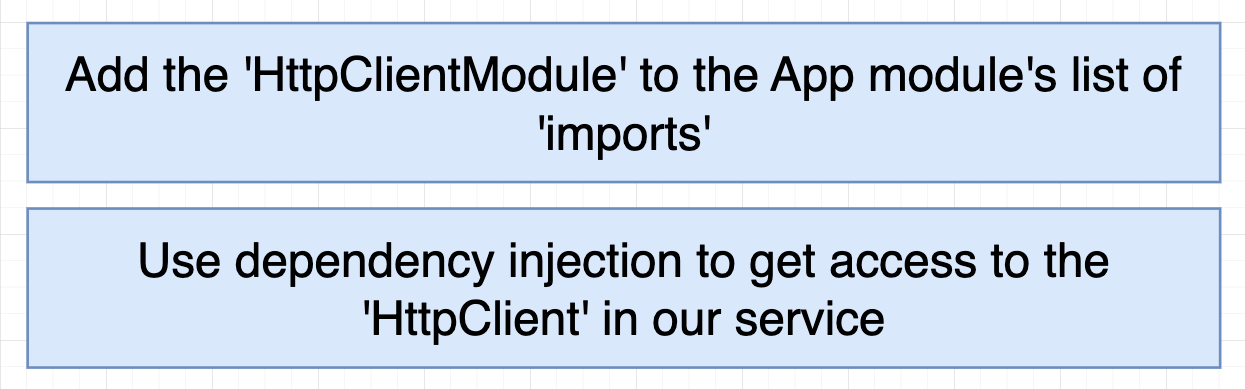 Add the 'HttpClientModule' to the App module's list of
'imports'
Use dependency injection to get access to the
'HttpClient' in our service